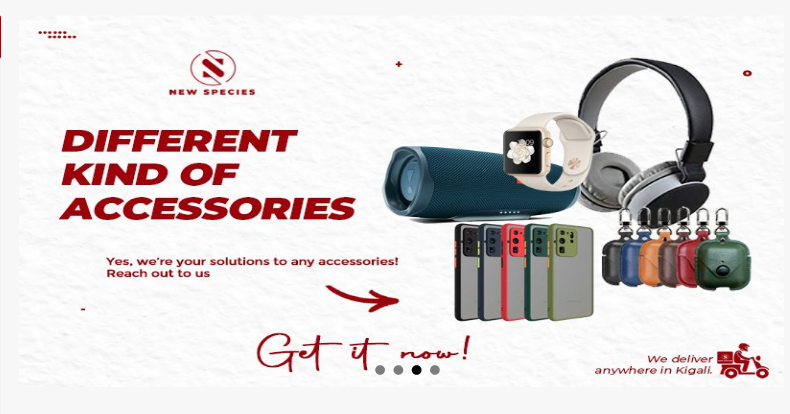 NEW SPECIES
DIFFERENT
KIND OF
ACCESSORIES
Yes, we're your solutions to any accessories!
Reach out to us
Get it now!
We deliver
anywhere in Kigali.